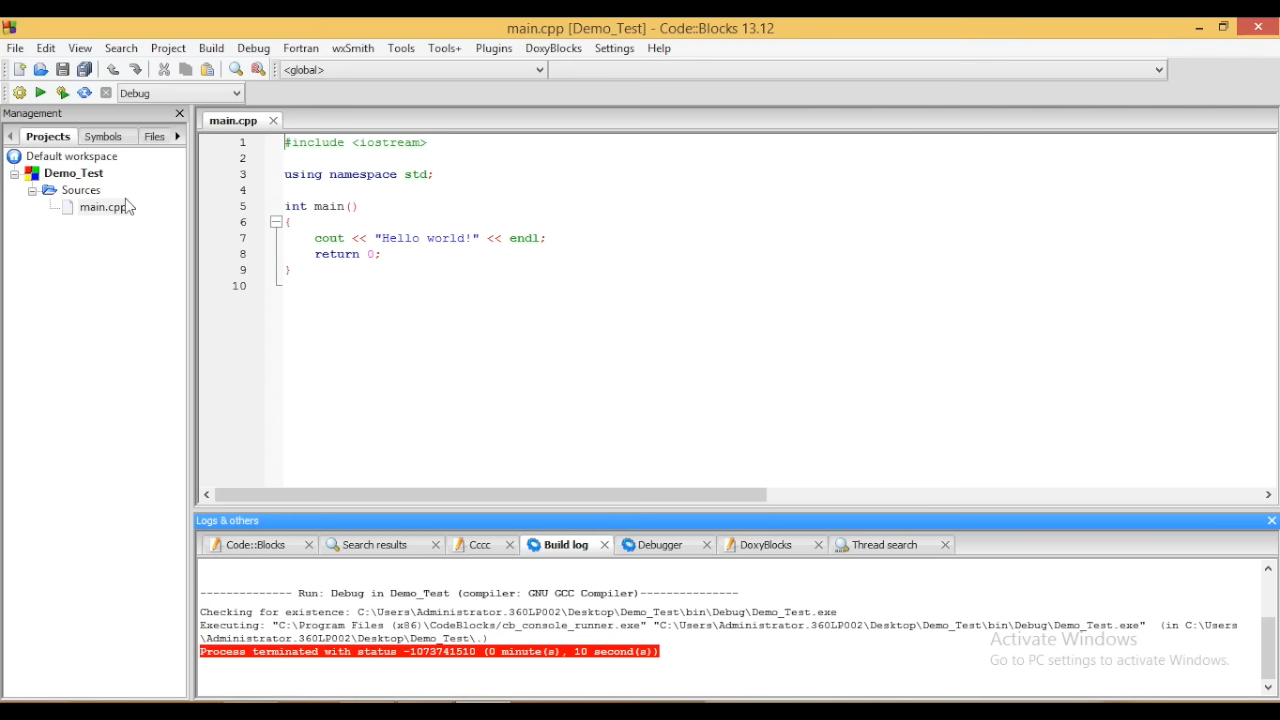 main.cpp [Demo_Test] - Code::Blocks 13.12
File Edit View Search Project Build Debug Fortran wxSmith Tools Tools+ Plugins DoxyBlocks Settings Help
<global>
Debug
Management
main.cpp
Projects Symbols Files
Default workspace
Demo_Test
Sources
main.cpp
1 #include <iostream>
2
3 using namespace std;
4
5 int main()
6 {
7 cout << "Hello world!" << endl;
8 return 0;
9 }
10
Logs & others
Code::Blocks Search results Cccc Build log Debugger DoxyBlocks Thread search
-------------- Run: Debug in Demo_Test (compiler: GNU GCC Compiler)---------------
Checking for existence: C:\Users\Administrator.360LP002\Desktop\Demo_Test\bin\Debug\Demo_Test.exe
Executing: "C:\Program Files (x86)\CodeBlocks/cb_console_runner.exe" "C:\Users\Administrator.360LP002\Desktop\Demo_Test\bin\Debug\Demo_Test.exe" (in C:\Users
\Administrator.360LP002\Desktop\Demo_Test\.)
Process terminated with status -1073741510 (0 minute(s), 10 second(s))
Activate Windows
Go to PC settings to activate Windows.